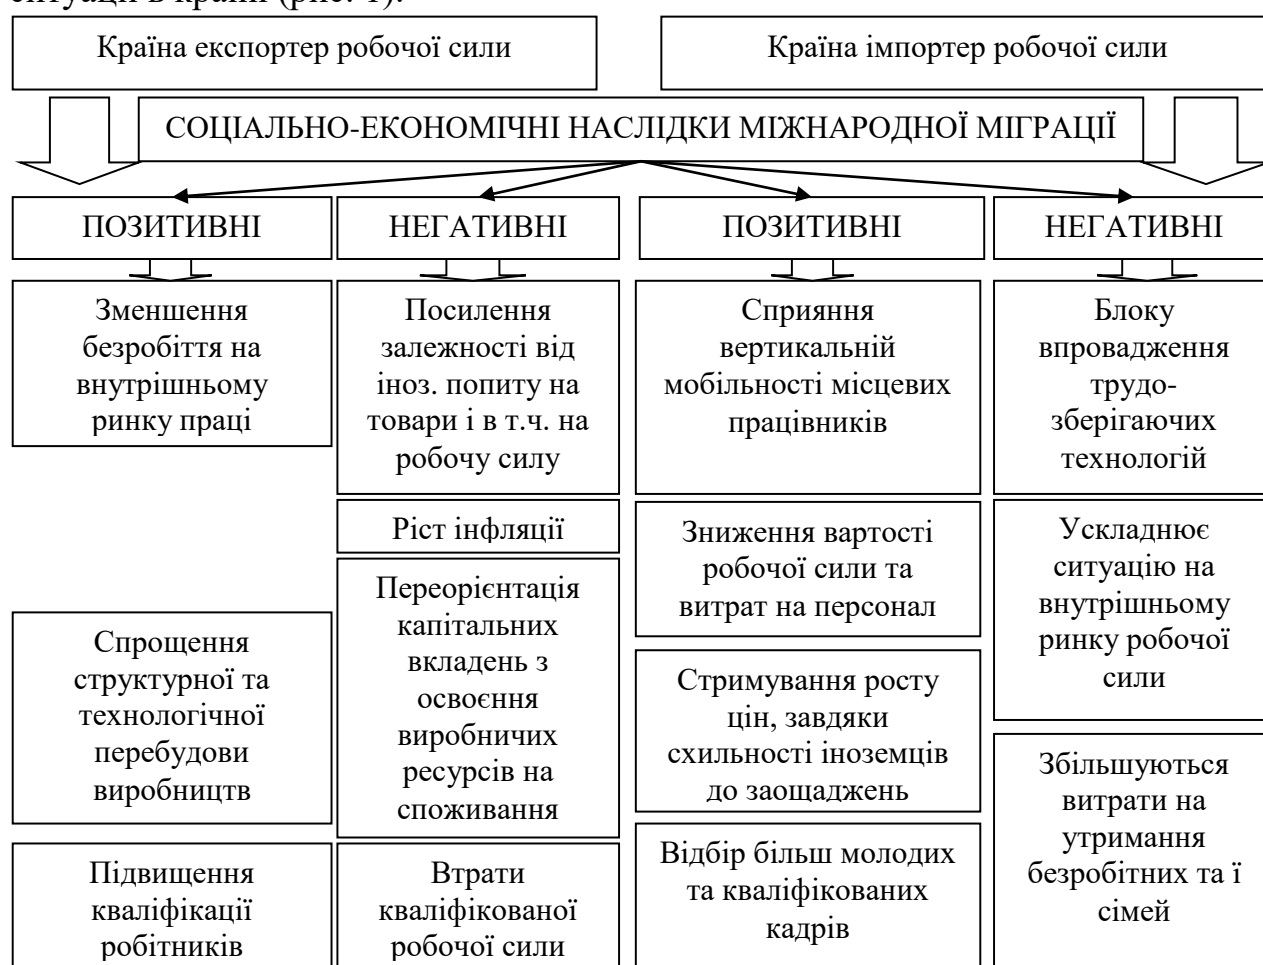 ситуації в країні (рис. 1).
Країна експортер робочої сили
Країна імпортер робочої сили
СОЦІАЛЬНО-ЕКОНОМІЧНІ НАСЛІДКИ МІЖНАРОДНОЇ МІГРАЦІЇ
ПОЗИТИВНІ
НЕГАТИВНІ
ПОЗИТИВНІ
НЕГАТИВНІ
Зменшення
безробіття на
внутрішньому
ринку праці
Спрощення
структурної та
технологічної
перебудови
виробництв
Підвищення
кваліфікації
робітників
Посилення
залежності від
іноз. попиту на
товари і в т.ч. на
робочу силу
Ріст інфляції
Переорієнтація
капітальних
вкладень з
освоєння
виробничих
ресурсів на
споживання
Втрати
кваліфікованої
робочої сили
Сприяння
вертикальній
мобільності місцевих
працівників
Зниження вартості
робочої сили та
витрат на персонал
Стримування росту
цін, завдяки
схильності іноземців
до заощаджень
Відбір більш молодих
та кваліфікованих
кадрів
Блоку
впровадження
трудо-
зберігаючих
технологій
Ускладнює
ситуацію на
внутрішньому
ринку робочої
сили
Збільшуються
витрати на
утримання
безробітних та ї
сімей